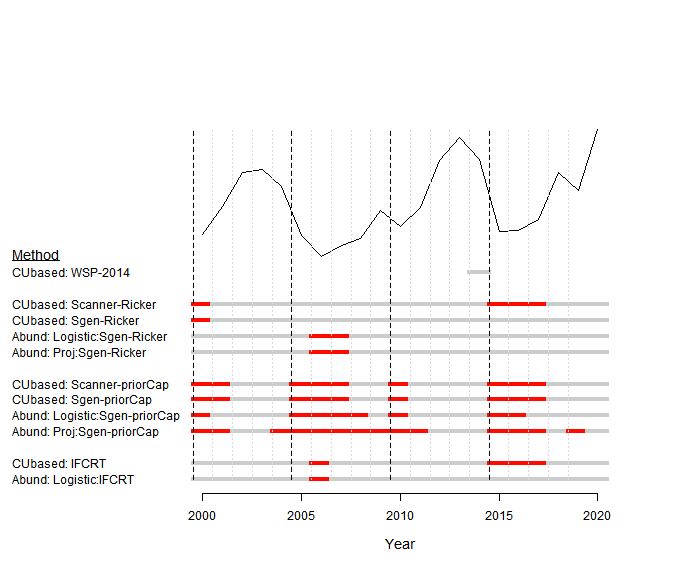 Method
CUbased: WSP-2014
CUbased: Scanner-Ricker
CUbased: Sgen-Ricker
Abund: Logistic:Sgen-Ricker
Abund: Proj:Sgen-Ricker
CUbased: Scanner-priorCap
CUbased: Sgen-priorCap
Abund: Logistic:Sgen-priorCap
Abund: Proj:Sgen-priorCap
CUbased: IFCRT
Abund: Logistic:IFCRT
2000 2005 2010 2015 2020
Year